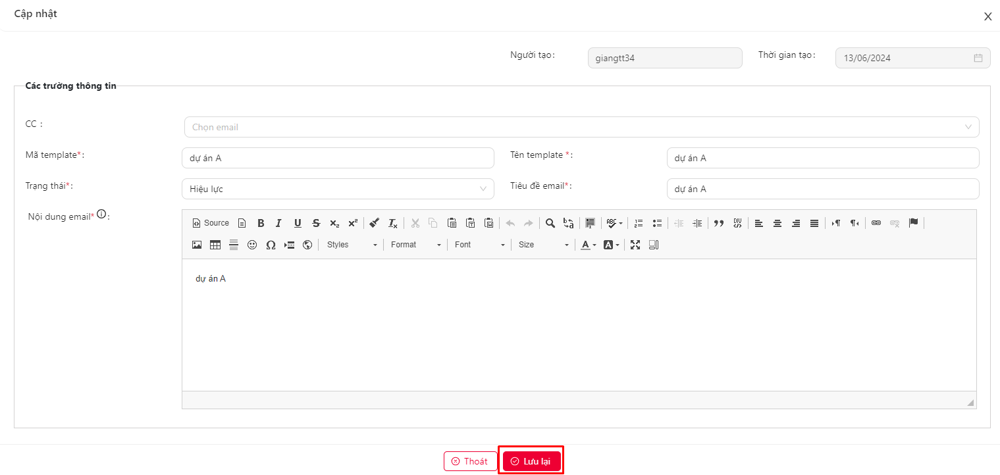 Cập nhật
X
Người tạo:
giangtt34
Thời gian tạo:
13/06/2024
Các trường thông tin
CC :
Chọn email
Mã template*:
dự án A
Tên template *:
dự án A
Trạng thái*:
Hiệu lực
Tiêu đề email*:
dự án A
Nội dung email* :
Source
Styles
Format
Font
Size
dự án A
Thoát
Lưu lại